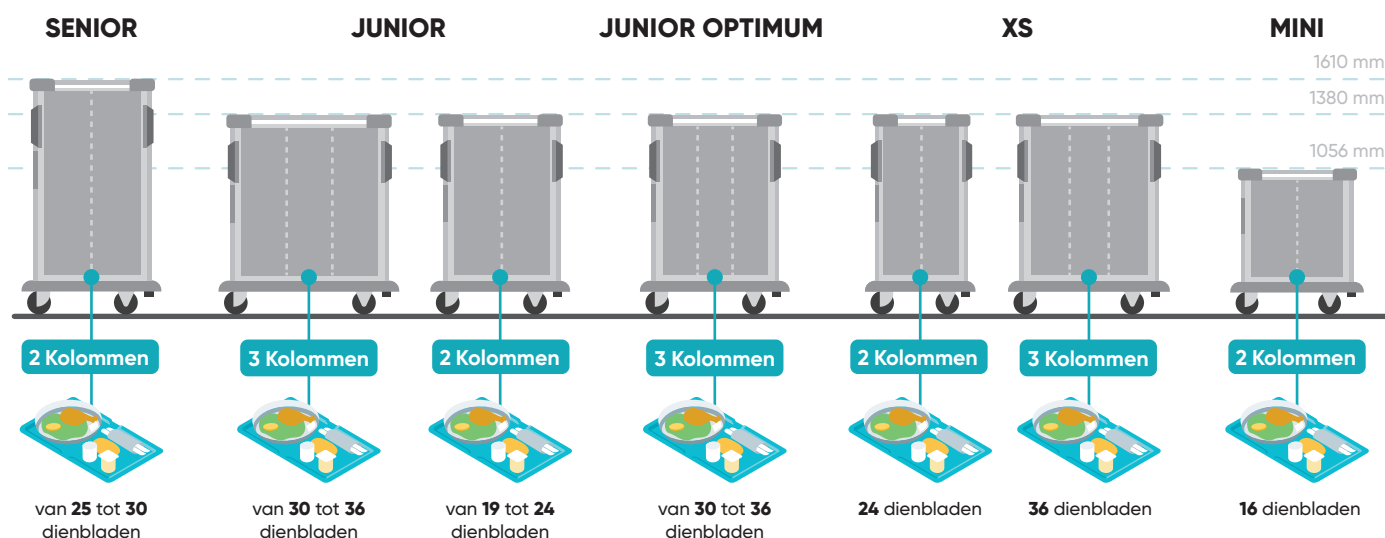 SENIOR
JUNIOR
JUNIOR OPTIMUM
XS
MINI
1610 mm
1380 mm
1056 mm
2 Kolommen
3 Kolommen
2 Kolommen
3 Kolommen
2 Kolommen
3 Kolommen
2 Kolommen
van 25 tot 30
dienbladen
van 30 tot 36
dienbladen
van 19 tot 24
dienbladen
van 30 tot 36
dienbladen
24 dienbladen
36 dienbladen
16 dienbladen